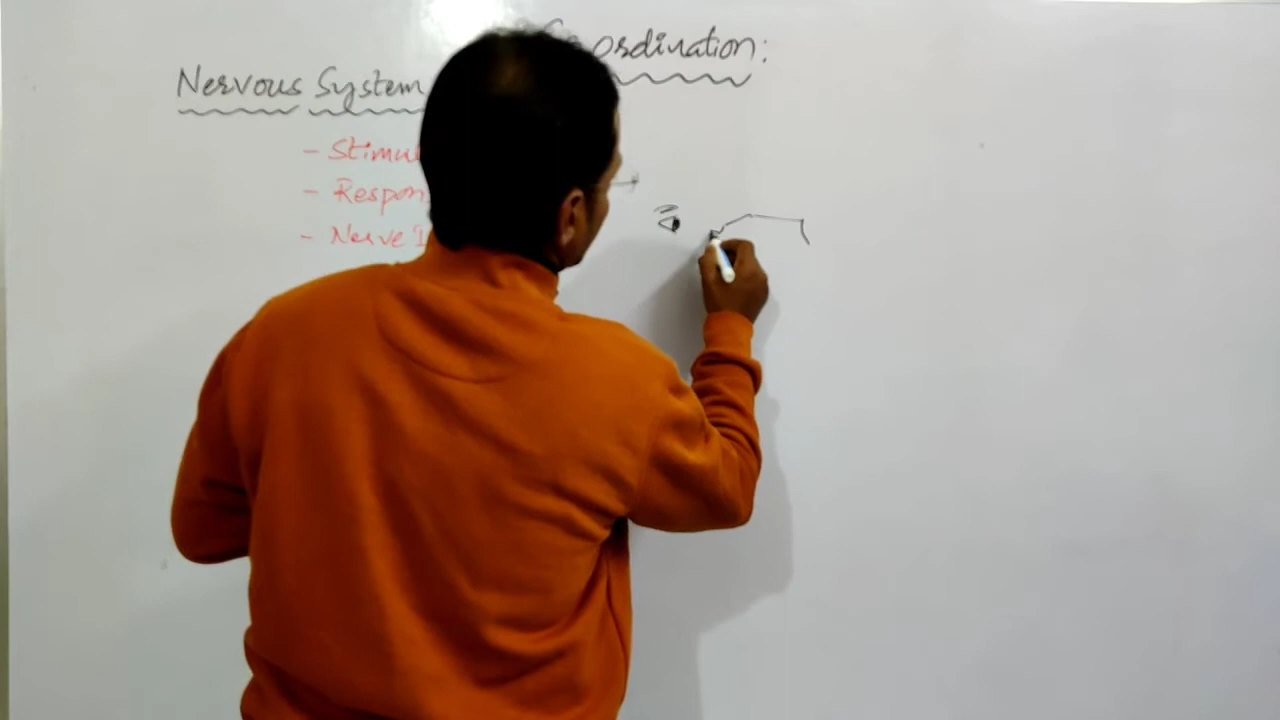 ordination:
Nervous System
- Stimul
- Respon
- Nerve I